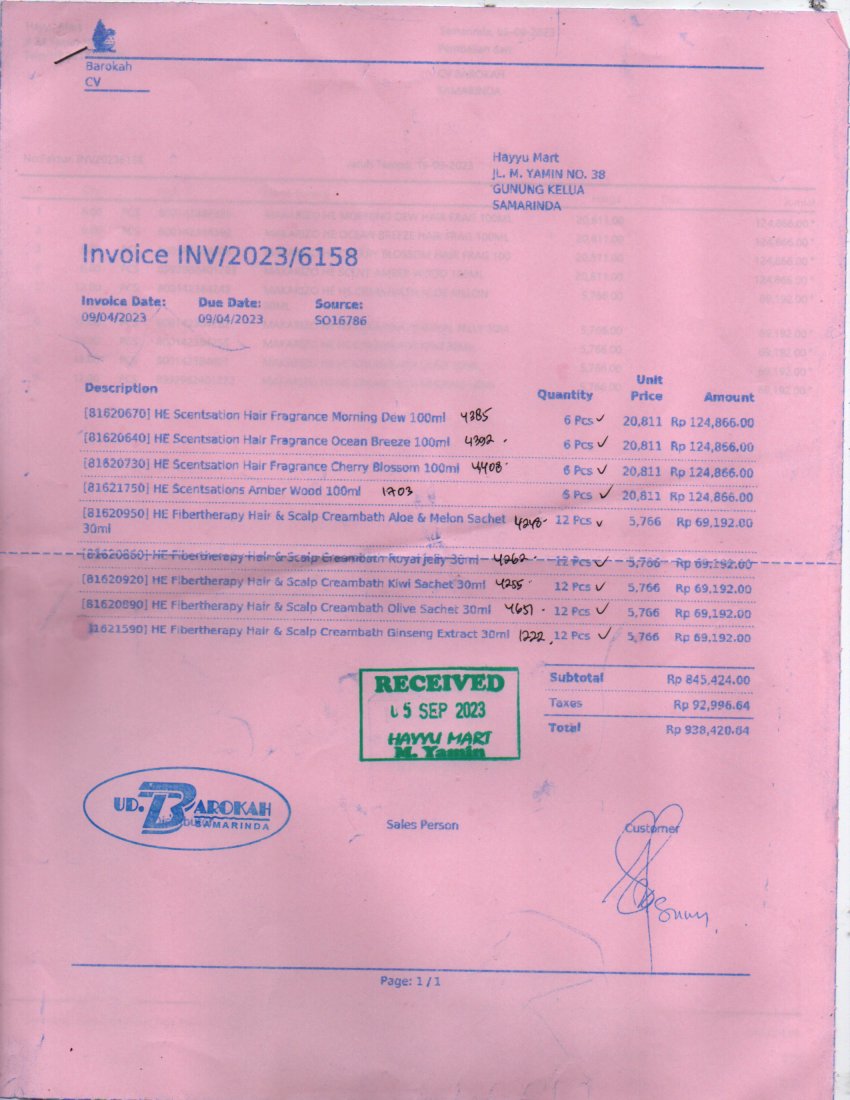 Barokah
CV
Hayyu Mart
JL. M. YAMIN NO. 38
GUNUNG KELUA
SAMARINDA
Invoice INV/2023/6158
Invoice Date: Due Date: Source:
09/04/2023 09/04/2023 SO16786
Description Quantity Unit Price Amount
[81620670] HE Scentsation Hair Fragrance Morning Dew 100ml 4385 6 Pcs ✓ 20,811 Rp 124,866.00
[81620640] HE Scentsation Hair Fragrance Ocean Breeze 100ml 4392 6 Pcs ✓ 20,811 Rp 124,866.00
[81620730] HE Scentsation Hair Fragrance Cherry Blossom 100ml 4408 6 Pcs ✓ 20,811 Rp 124,866.00
[81621750] HE Scentsations Amber Wood 100ml 1703 6 Pcs ✓ 20,811 Rp 124,866.00
[81620950] HE Fibertherapy Hair & Scalp Creambath Aloe & Melon Sachet 4248 12 Pcs ✓ 5,766 Rp 69,192.00
30ml
[81620860] HE Fibertherapy Hair & Scalp Creambath Royal Jelly 30ml 4262 12 Pcs ✓ 5,766 Rp 69,192.00
[81620920] HE Fibertherapy Hair & Scalp Creambath Kiwi Sachet 30ml 4255 12 Pcs ✓ 5,766 Rp 69,192.00
[81620890] HE Fibertherapy Hair & Scalp Creambath Olive Sachet 30ml 4651 12 Pcs ✓ 5,766 Rp 69,192.00
81621590] HE Fibertherapy Hair & Scalp Creambath Ginseng Extract 30ml 1222 12 Pcs ✓ 5,766 Rp 69,192.00
Subtotal Rp 845,424.00
Taxes Rp 92,996.64
Total Rp 938,420.64
RECEIVED
05 SEP 2023
HAYYU MART
M. Yamin
UD. BAROKAH
SAMARINDA
Sales Person
Customer
Page: 1 / 1